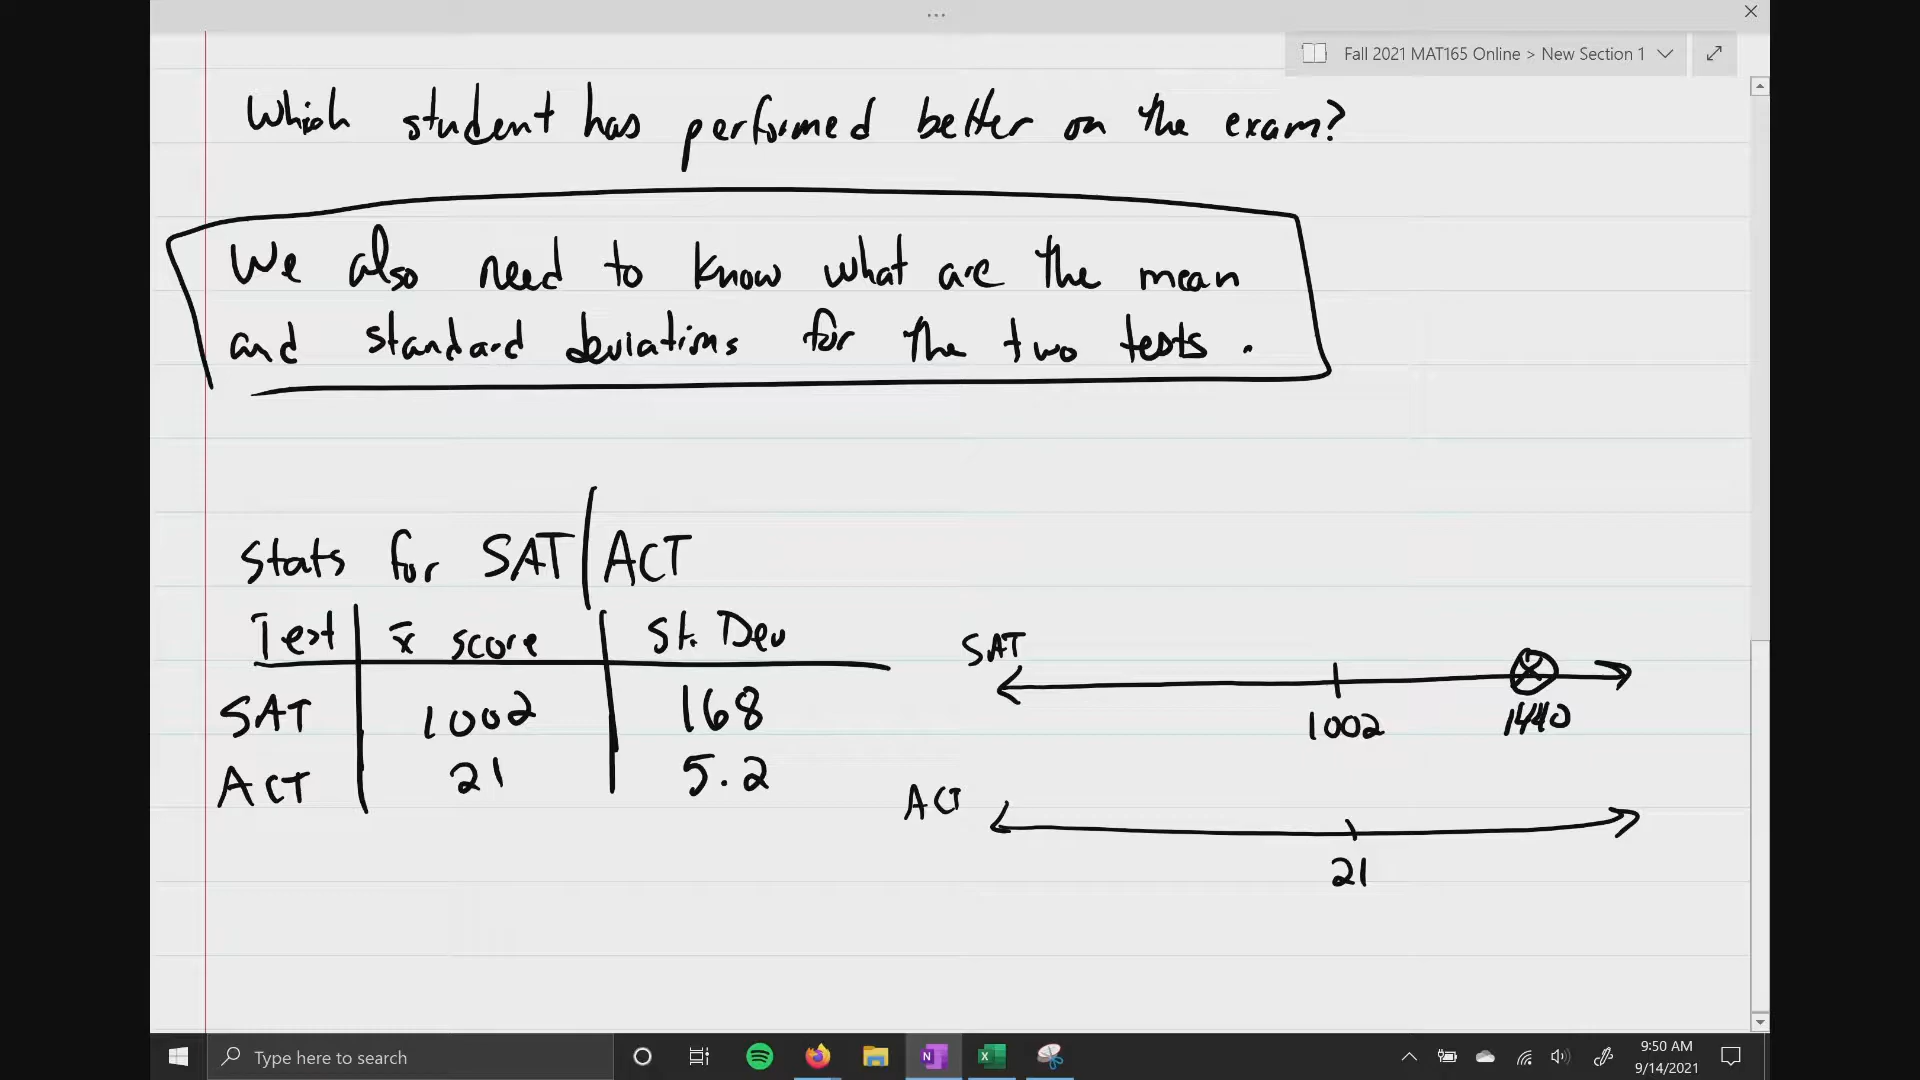 Fall 2021 MAT165 Online > New Section 1
Which student has performed better on the exam?
We also need to know what are the mean
and standard deviations for the two tests.
Stats for SAT/ACT
Test x̄ score St. Dev
SAT 1002 168
ACT 21 5.2
SAT
1002 1440
ACT
21
Type here to search
9:50 AM
9/14/2021